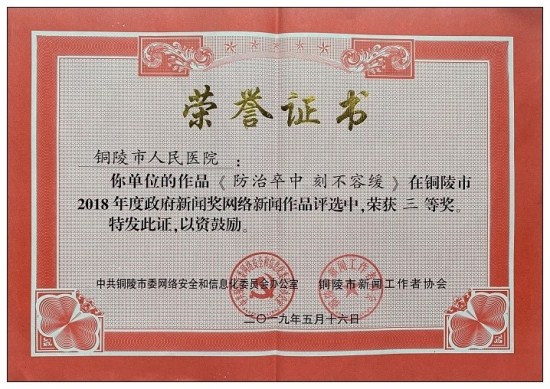 荣誉证书
铜陵市人民医院：
你单位的作品《防治卒中 刻不容缓》在铜陵市
2018年度政府新闻奖网络新闻作品评选中,荣获 三 等奖。
特发此证,以资鼓励。
中共铜陵市委网络安全和信息化委员会办公室 铜陵市新闻工作者协会
二〇一九年五月十六日